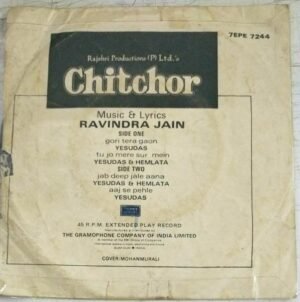 7EPE 7244
Rajshri Productions (P) Ltd.'s
Chitchor
Music & Lyrics
RAVINDRA JAIN
SIDE ONE
gori tera gaon
YESUDAS
tu jo mere sur mein
YESUDAS & HEMLATA
SIDE TWO
jab deep jale aana
YESUDAS & HEMLATA
aaj se pehle
YESUDAS
45 R.P.M. EXTENDED PLAY RECORD
THE GRAMOPHONE COMPANY OF INDIA LIMITED
COVER: MOHANMURALI